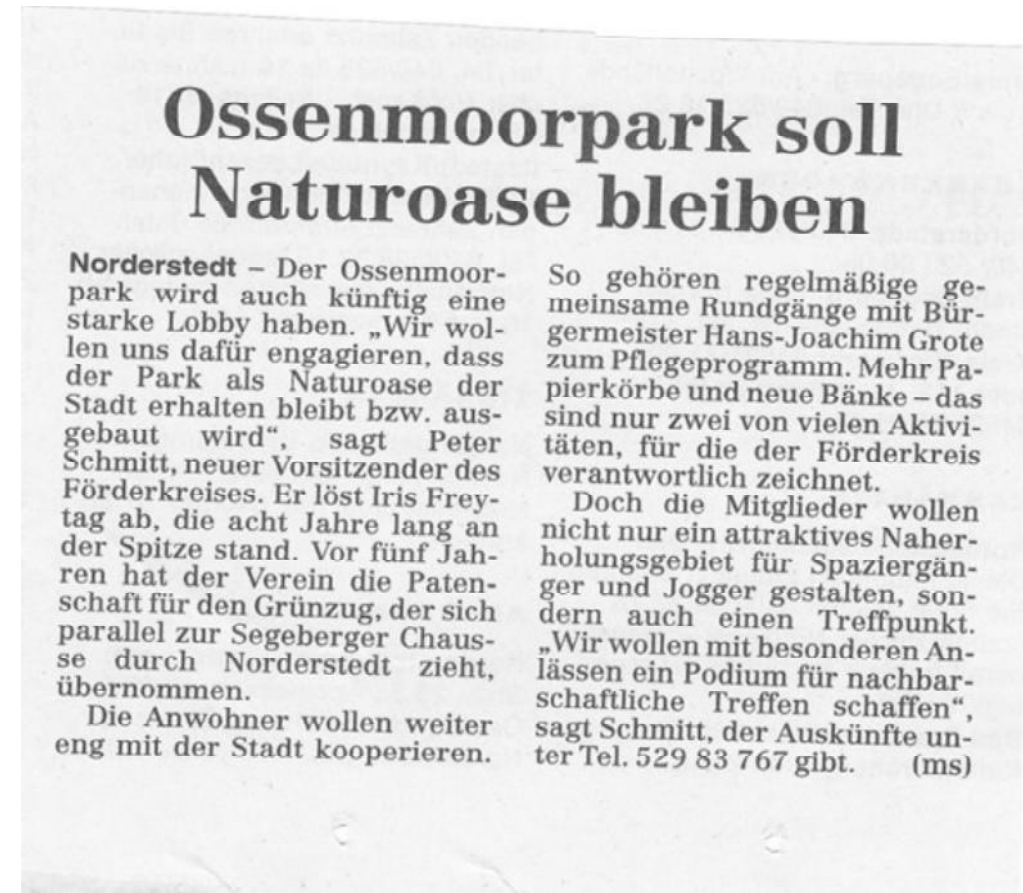 Ossenmoorpark soll
Naturoase bleiben
Norderstedt – Der Ossenmoor-
park wird auch künftig eine
starke Lobby haben. „Wir wol-
len uns dafür engagieren, dass
der Park als Naturoase der
Stadt erhalten bleibt bzw. aus-
gebaut wird“, sagt Peter
Schmitt, neuer Vorsitzender des
Förderkreises. Er löst Iris Frey-
tag ab, die acht Jahre lang an
der Spitze stand. Vor fünf Jah-
ren hat der Verein die Paten-
schaft für den Grünzug, der sich
parallel zur Segeberger Chaus-
se durch Norderstedt zieht,
übernommen.
Die Anwohner wollen weiter
eng mit der Stadt kooperieren.
So gehören regelmäßige ge-
meinsame Rundgänge mit Bür-
germeister Hans-Joachim Grote
zum Pflegeprogramm. Mehr Pa-
pierkörbe und neue Bänke – das
sind nur zwei von vielen Aktivi-
täten, für die der Förderkreis
verantwortlich zeichnet.
Doch die Mitglieder wollen
nicht nur ein attraktives Naher-
holungsgebiet für Spaziergän-
ger und Jogger gestalten, son-
dern auch einen Treffpunkt.
„Wir wollen mit besonderen An-
lässen ein Podium für nachbar-
schaftliche Treffen schaffen“,
sagt Schmitt, der Auskünfte un-
ter Tel. 529 83 767 gibt. (ms)